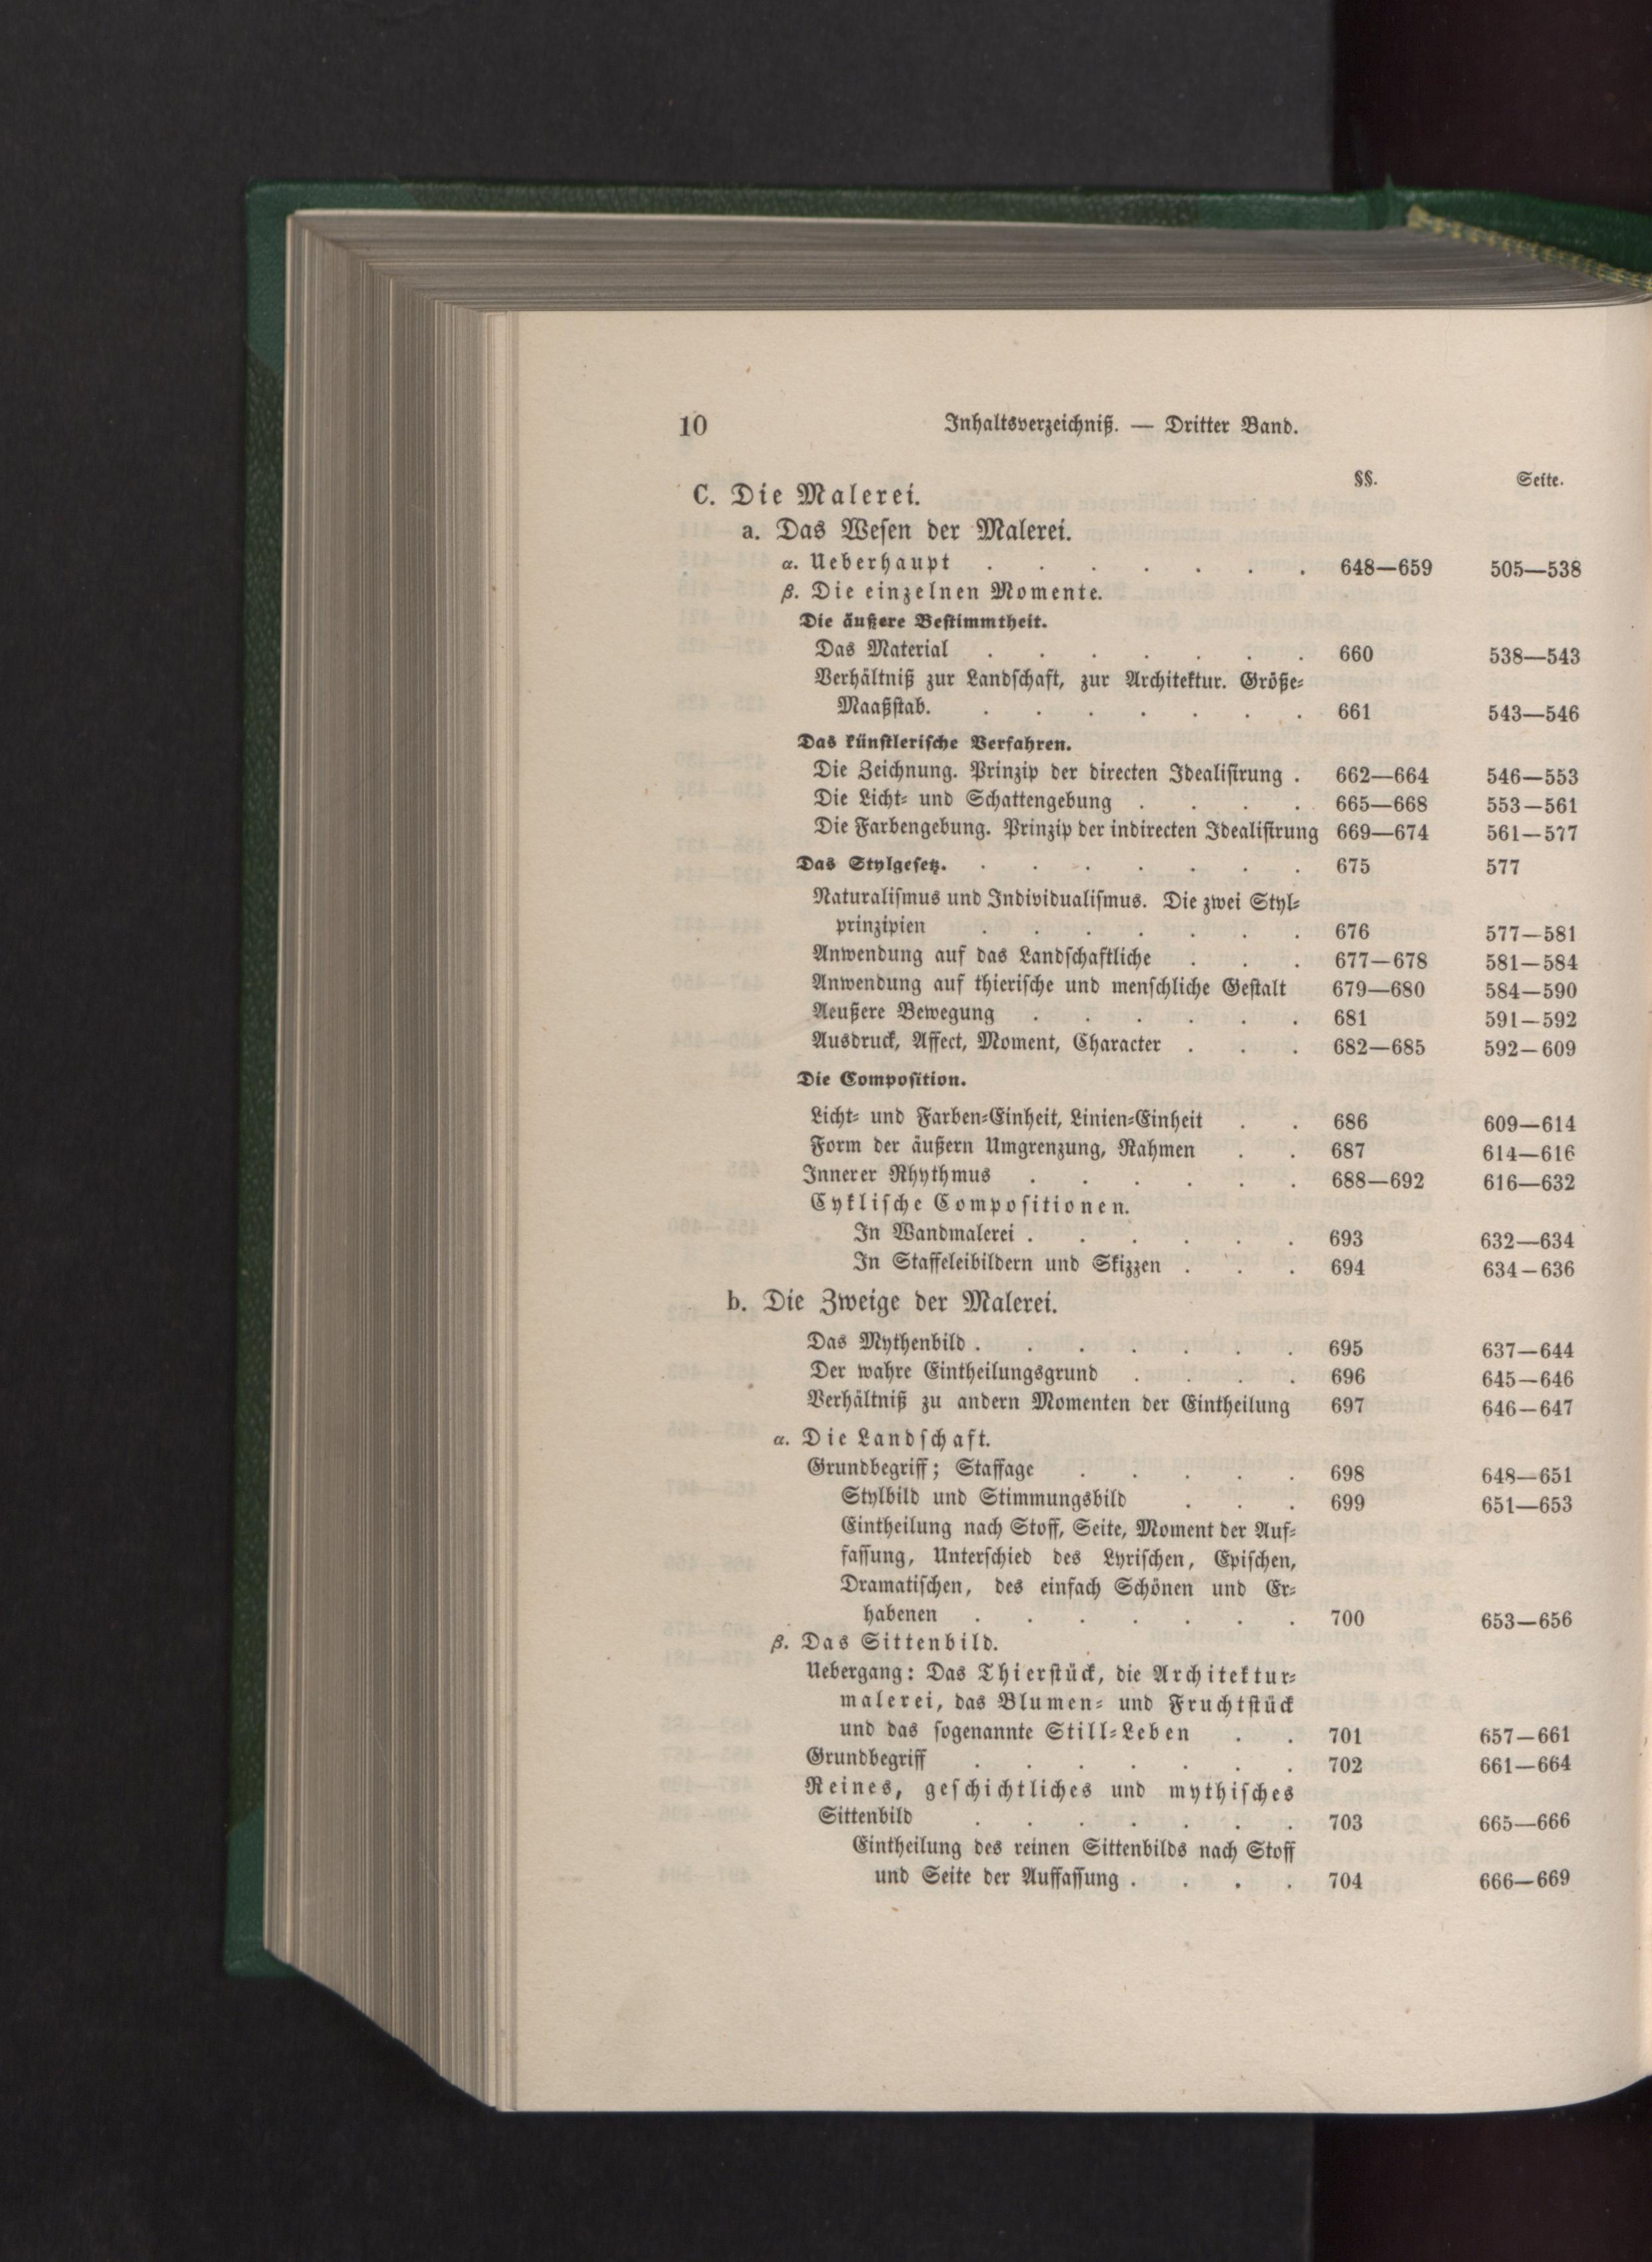 10 Inhaltsverzeichniß. — Dritter Band.
§§. Seite.
C. Die Malerei.
a. Das Weſen der Malerei.
α. Ueberhaupt . . . . . . . 648—659 505—538
β. Die einzelnen Momente.
Die äußere Beſtimmtheit.
Das Material . . . . . . . 660 538—543
Verhältniß zur Landſchaft, zur Architektur. Größe⸗
Maaßſtab. . . . . . . . 661 543—546
Das künſtleriſche Verfahren.
Die Zeichnung. Prinzip der directen Idealiſirung . 662—664 546—553
Die Licht⸗ und Schattengebung . . . . 665—668 553—561
Die Farbengebung. Prinzip der indirecten Idealiſirung 669—674 561—577
Das Stylgeſetz. . . . . . . . 675 577
Naturalismus und Individualismus. Die zwei Styl⸗
prinzipien . . . . . . . 676 577—581
Anwendung auf das Landſchaftliche . . . 677—678 581—584
Anwendung auf thieriſche und menſchliche Geſtalt 679—680 584—590
Aeußere Bewegung . . . . . . 681 591—592
Ausdruck, Affect, Moment, Character . . . 682—685 592—609
Die Compoſition.
Licht⸗ und Farben⸗Einheit, Linien⸗Einheit . . 686 609—614
Form der äußern Umgrenzung, Rahmen . . 687 614—616
Innerer Rhythmus . . . . . . 688—692 616—632
Cykliſche Compoſitionen.
In Wandmalerei . . . . . . 693 632—634
In Staffeleibildern und Skizzen . . . 694 634—636
b. Die Zweige der Malerei.
Das Mythenbild . . . . . . . 695 637—644
Der wahre Eintheilungsgrund . . . . 696 645—646
Verhältniß zu andern Momenten der Eintheilung 697 646—647
α. Die Landſchaft.
Grundbegriff; Staffage . . . . . 698 648—651
Stylbild und Stimmungsbild . . . 699 651—653
Eintheilung nach Stoff, Seite, Moment der Auf⸗
faſſung, Unterſchied des Lyriſchen, Epiſchen,
Dramatiſchen, des einfach Schönen und Er⸗
habenen . . . . . . . 700 653—656
β. Das Sittenbild.
Uebergang: Das Thierſtück, die Architektur⸗
malerei, das Blumen⸗ und Fruchtſtück
und das ſogenannte Still⸗Leben . . 701 657—661
Grundbegriff . . . . . . . 702 661—664
Reines, geſchichtliches und mythiſches
Sittenbild . . . . . . . 703 665—666
Eintheilung des reinen Sittenbilds nach Stoff
und Seite der Auffaſſung . . . . 704 666—669